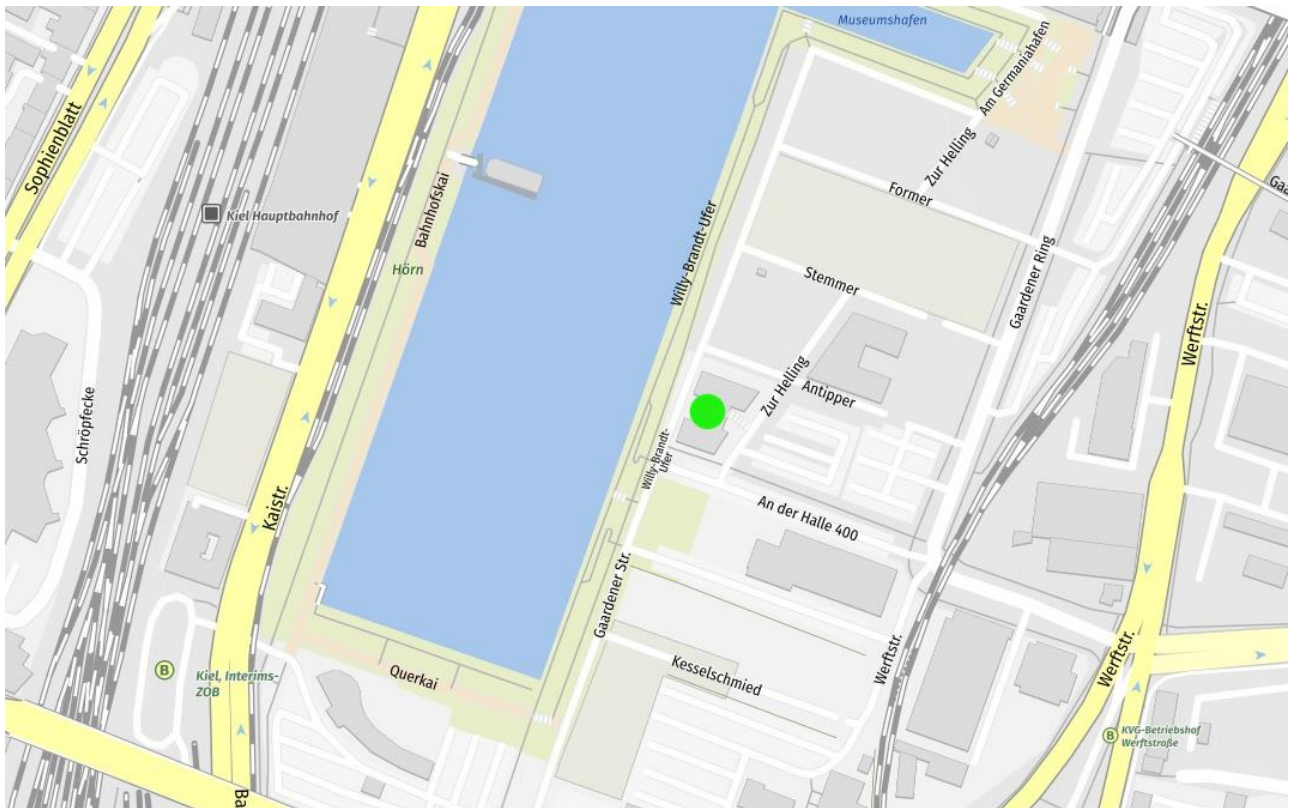 Museumshafen
Am Germaniahafen
Sophienblatt
Zur Helling
Former
Kiel Hauptbahnhof
Bahnhofskai
Willy-Brandt-Ufer
Gaardener Ring
Hörn
Stemmer
Werftstr.
Zur Helling
Antipper
Schröpfecke
Willy-Brandt-
Ufer
Kaistr.
An der Halle 400
Gaardener Str.
Querkai
Kesselschmied
Werftstr.
Werftstr.
B
Kiel, Interims-
ZOB
B
KVG-Betriebshof
Werftstraße